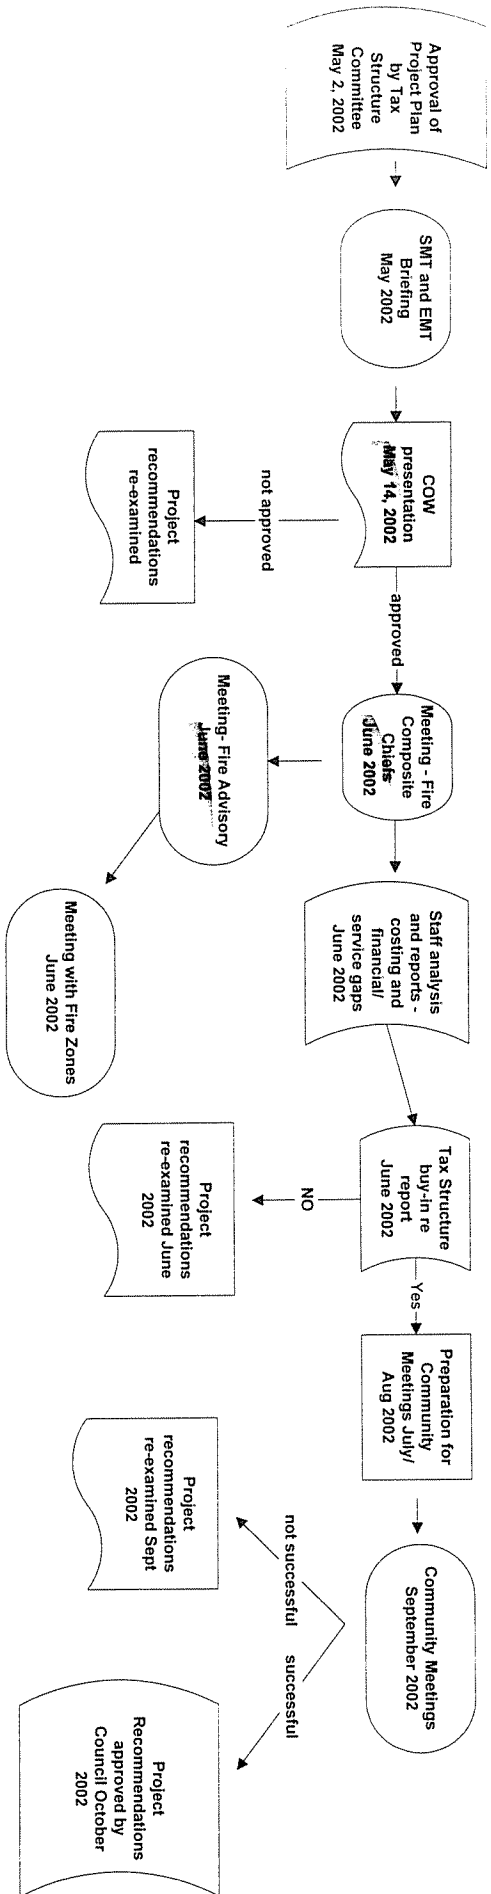 Approval of
Project Plan
by Tax
Structure
Committee
May 2, 2002
SMT and EMT
Briefing
May 2002
COW
presentation
May 14, 2002
not approved
Project
recommendations
re-examined
approved
Meeting - Fire
Composite
Chiefs
June 2002
Meeting- Fire Advisory
June 2002
Meeting with Fire Zones
June 2002
Staff analysis
and reports -
costing and
financial/
service gaps
June 2002
Tax Structure
buy-in re
report
June 2002
NO
Project
recommendations
re-examined June
2002
Yes
Preparation for
Community
Meetings July/
Aug 2002
Community Meetings
September 2002
not successful
Project
recommendations
re-examined Sept
2002
successful
Project
Recommendations
approved by
Council October
2002